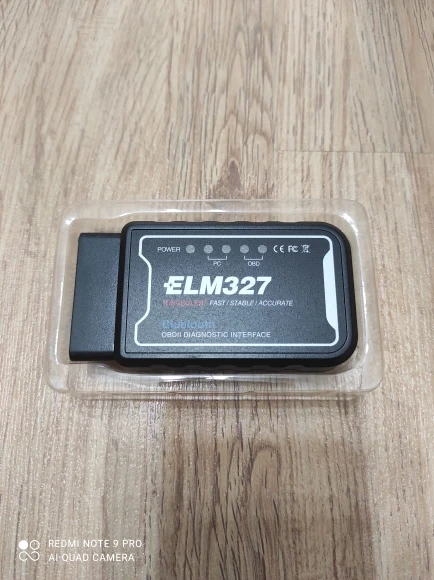 POWER
PC OBD
CE FC
ELM327
FAST / STABLE / ACCURATE
Bluetooth
OBDII DIAGNOSTIC INTERFACE
REDMI NOTE 9 PRO
AI QUAD CAMERA